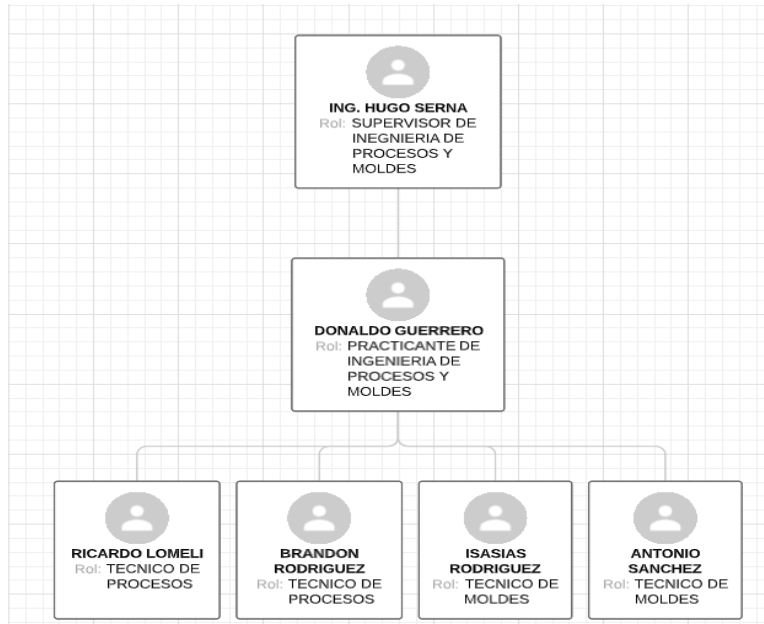 ING. HUGO SERNA
Rol: SUPERVISOR DE
INEGNIERIA DE
PROCESOS Y
MOLDES
DONALDO GUERRERO
Rol: PRACTICANTE DE
INGENIERIA DE
PROCESOS Y
MOLDES
RICARDO LOMELI
Rol: TECNICO DE
PROCESOS
BRANDON
RODRIGUEZ
Rol: TECNICO DE
PROCESOS
ISASIAS
RODRIGUEZ
Rol: TECNICO DE
MOLDES
ANTONIO
SANCHEZ
Rol: TECNICO DE
MOLDES